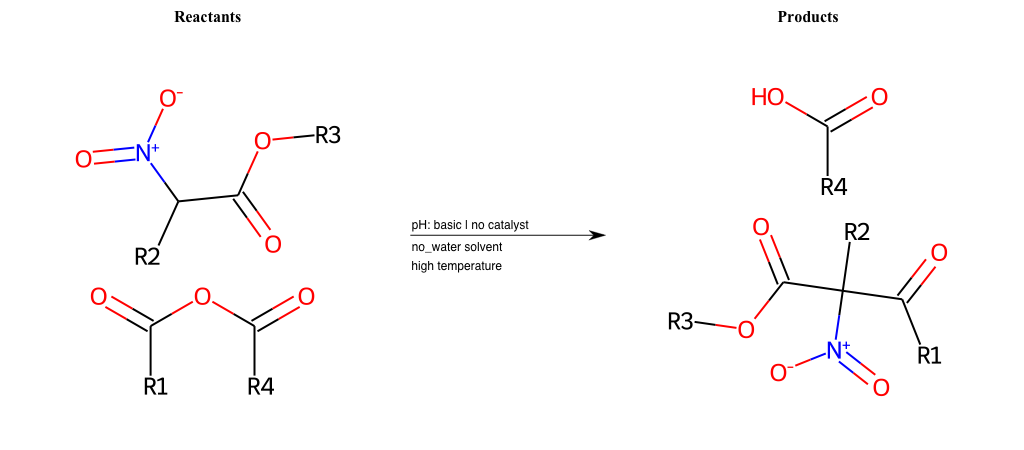 Reactants
Products
O⁻
O
N⁺
O
R3
R2
O
O
O
O
R1
R4
pH: basic | no catalyst
no_water solvent
high temperature
HO
O
R4
O
R2
O
R3
O
N⁺
R1
O⁻
O